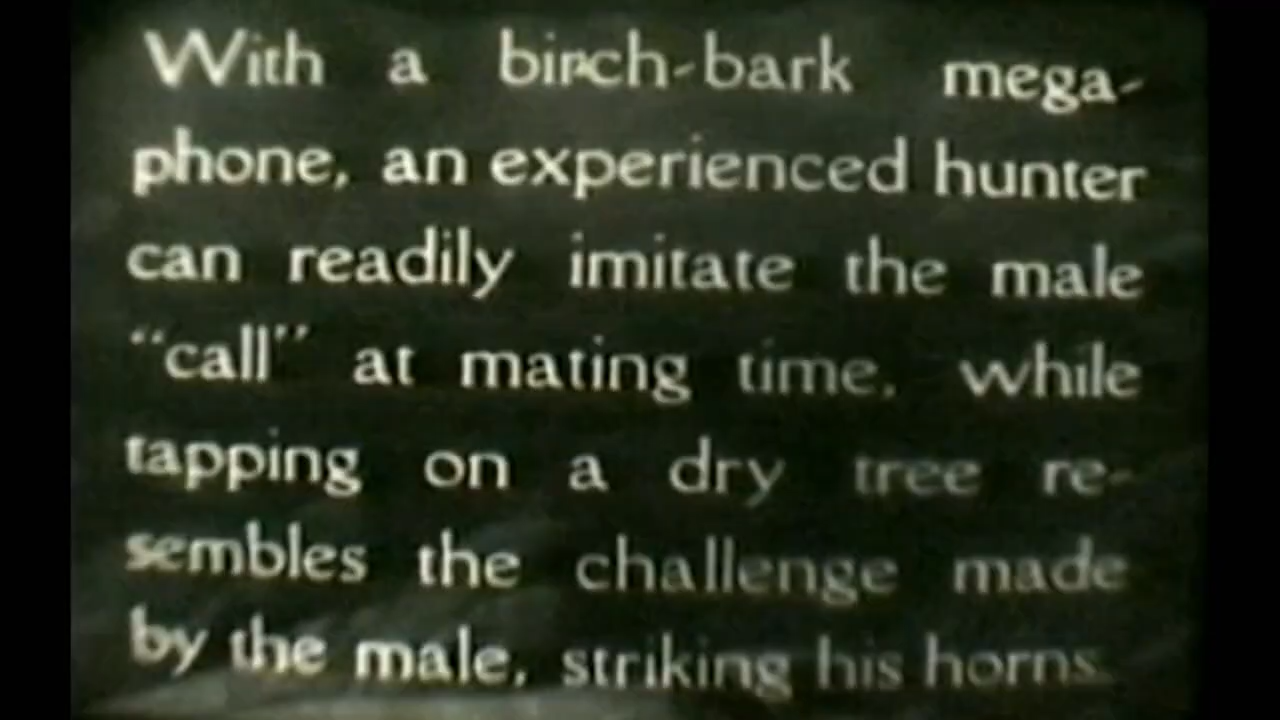 With a birch-bark mega-
phone, an experienced hunter
can readily imitate the male
“call” at mating time, while
tapping on a dry tree re-
sembles the challenge made
by the male, striking his horns.